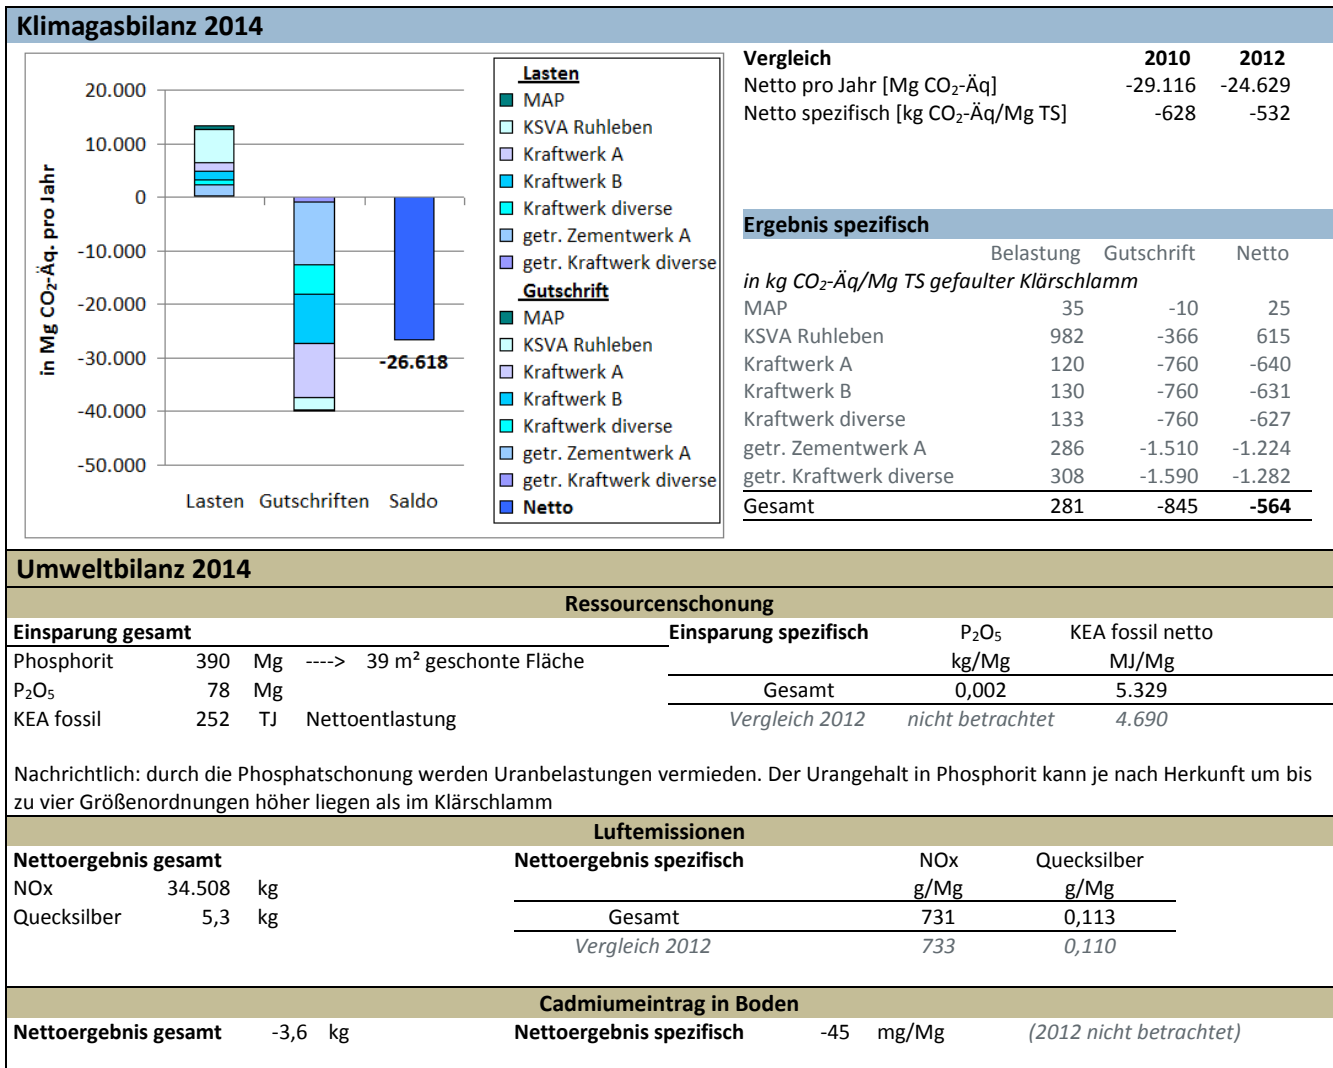 Klimagasbilanz 2014
in Mg CO₂-Äq. pro Jahr
20.000
10.000
0
-10.000
-20.000
-30.000
-40.000
-50.000
-26.618
Lasten Gutschriften Saldo
Lasten
MAP
KSVA Ruhleben
Kraftwerk A
Kraftwerk B
Kraftwerk diverse
getr. Zementwerk A
getr. Kraftwerk diverse
Gutschrift
MAP
KSVA Ruhleben
Kraftwerk A
Kraftwerk B
Kraftwerk diverse
getr. Zementwerk A
getr. Kraftwerk diverse
Netto
Vergleich 2010 2012
Netto pro Jahr [Mg CO₂-Äq] -29.116 -24.629
Netto spezifisch [kg CO₂-Äq/Mg TS] -628 -532
Ergebnis spezifisch
Belastung Gutschrift Netto
in kg CO₂-Äq/Mg TS gefaulter Klärschlamm
MAP 35 -10 25
KSVA Ruhleben 982 -366 615
Kraftwerk A 120 -760 -640
Kraftwerk B 130 -760 -631
Kraftwerk diverse 133 -760 -627
getr. Zementwerk A 286 -1.510 -1.224
getr. Kraftwerk diverse 308 -1.590 -1.282
Gesamt 281 -845 -564
Umweltbilanz 2014
Ressourcenschonung
Einsparung gesamt
Phosphorit 390 Mg ----> 39 m² geschonte Fläche
P₂O₅ 78 Mg
KEA fossil 252 TJ Nettoentlastung
Einsparung spezifisch P₂O₅ KEA fossil netto
kg/Mg MJ/Mg
Gesamt 0,002 5.329
Vergleich 2012 nicht betrachtet 4.690
Nachrichtlich: durch die Phosphatschonung werden Uranbelastungen vermieden. Der Urangehalt in Phosphorit kann je nach Herkunft um bis
zu vier Größenordnungen höher liegen als im Klärschlamm
Luftemissionen
Nettoergebnis gesamt
NOx 34.508 kg
Quecksilber 5,3 kg
Nettoergebnis spezifisch NOx Quecksilber
g/Mg g/Mg
Gesamt 731 0,113
Vergleich 2012 733 0,110
Cadmiumeintrag in Boden
Nettoergebnis gesamt -3,6 kg Nettoergebnis spezifisch -45 mg/Mg (2012 nicht betrachtet)